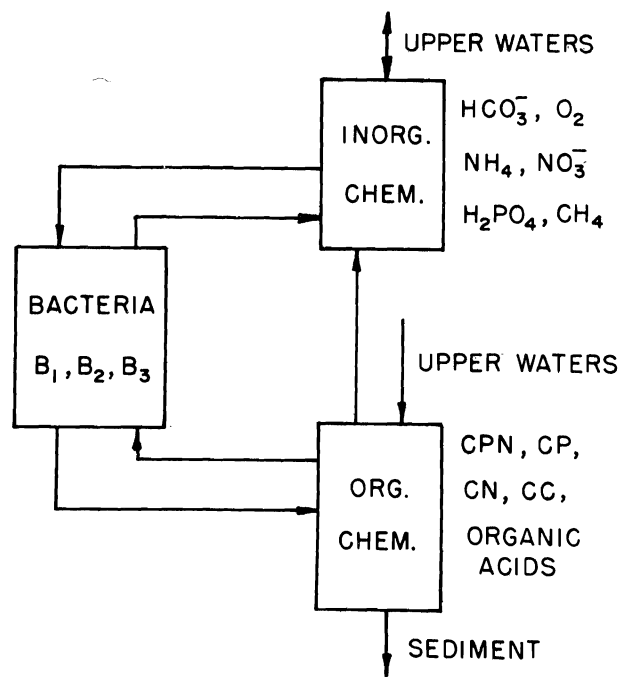 UPPER WATERS
INORG.
CHEM.
HCO₃⁻, O₂
NH₄, NO₃⁻
H₂PO₄, CH₄
BACTERIA
B₁, B₂, B₃
UPPER WATERS
ORG.
CHEM.
CPN, CP,
CN, CC,
ORGANIC
ACIDS
SEDIMENT